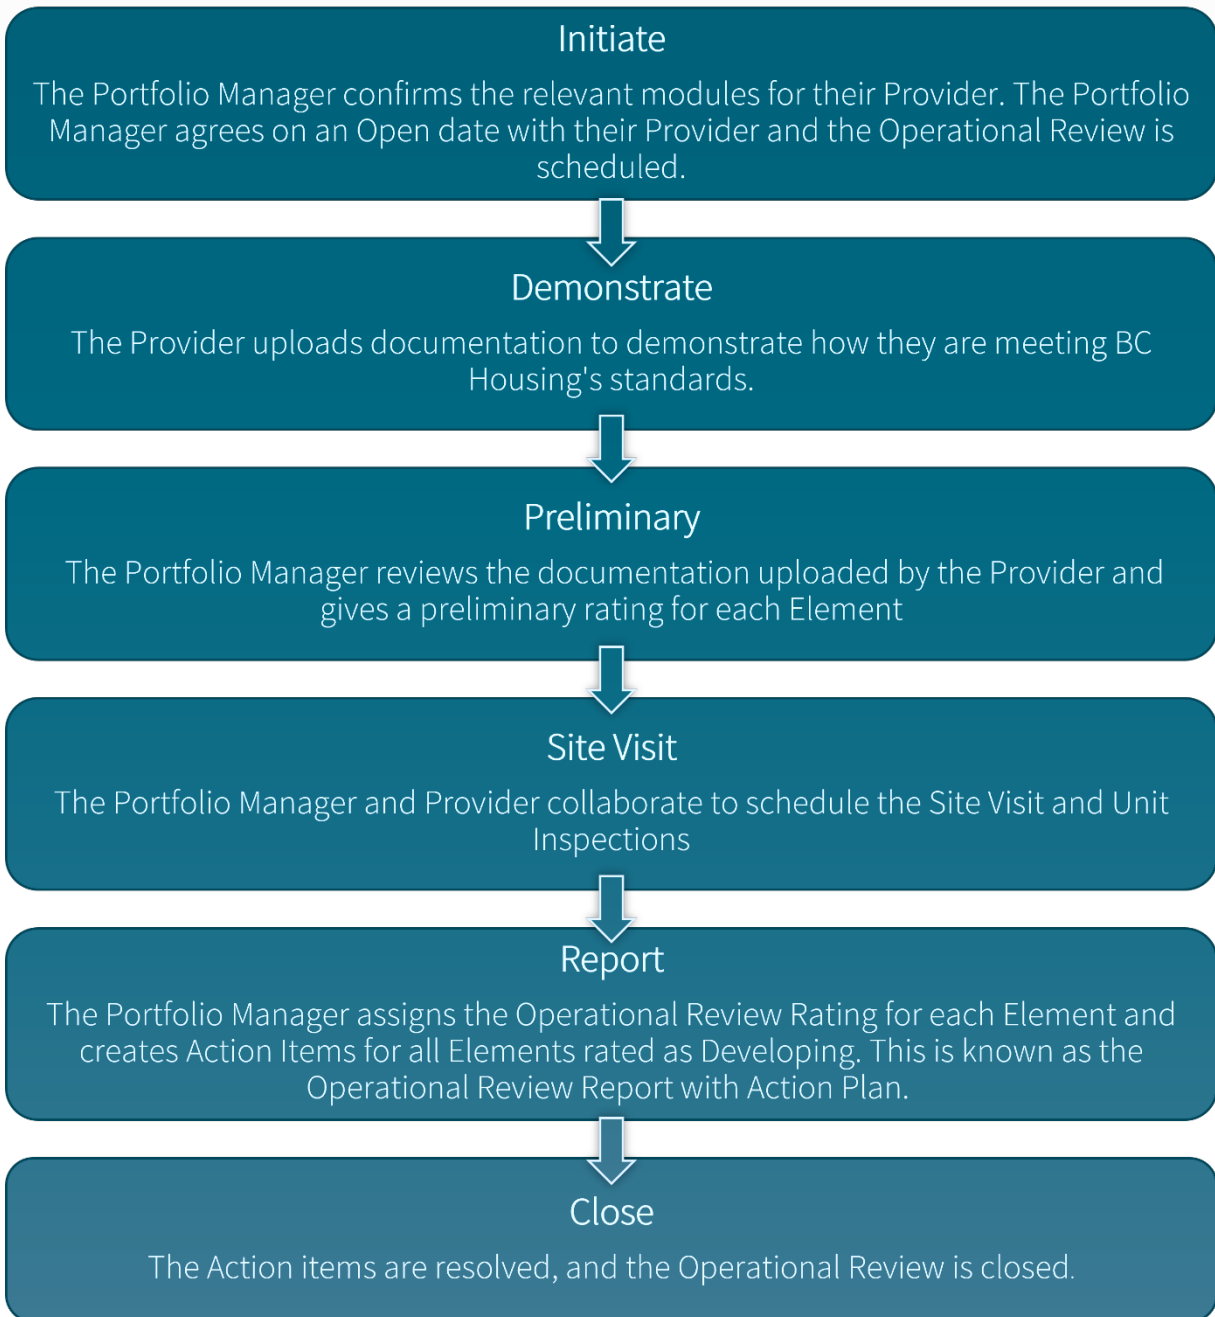 Initiate
The Portfolio Manager confirms the relevant modules for their Provider. The Portfolio
Manager agrees on an Open date with their Provider and the Operational Review is
scheduled.
Demonstrate
The Provider uploads documentation to demonstrate how they are meeting BC
Housing's standards.
Preliminary
The Portfolio Manager reviews the documentation uploaded by the Provider and
gives a preliminary rating for each Element
Site Visit
The Portfolio Manager and Provider collaborate to schedule the Site Visit and Unit
Inspections
Report
The Portfolio Manager assigns the Operational Review Rating for each Element and
creates Action Items for all Elements rated as Developing. This is known as the
Operational Review Report with Action Plan.
Close
The Action items are resolved, and the Operational Review is closed.